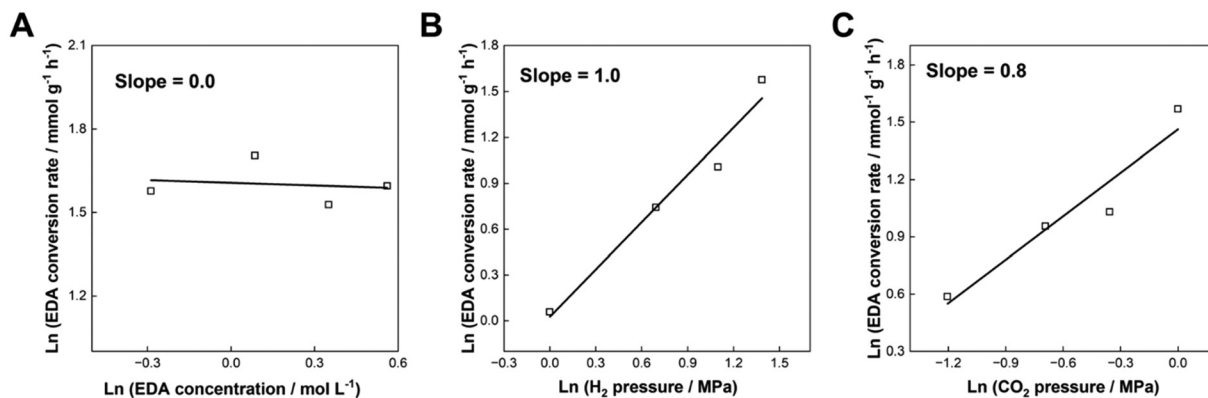 A
Ln (EDA conversion rate / mmol g⁻¹ h⁻¹)
2.1
1.8
1.5
1.2
Slope = 0.0
−0.3
0.0
0.3
0.6
Ln (EDA concentration / mol L⁻¹)
B
Ln (EDA conversion rate / mmol g⁻¹ h⁻¹)
1.8
1.5
1.2
0.9
0.6
0.3
0.0
Slope = 1.0
0.0
0.3
0.6
0.9
1.2
1.5
Ln (H₂ pressure / MPa)
C
Ln (EDA conversion rate / mmol⁻¹ g⁻¹ h⁻¹)
1.8
1.5
1.2
0.9
0.6
0.3
Slope = 0.8
−1.2
−0.9
−0.6
−0.3
0.0
Ln (CO₂ pressure / MPa)